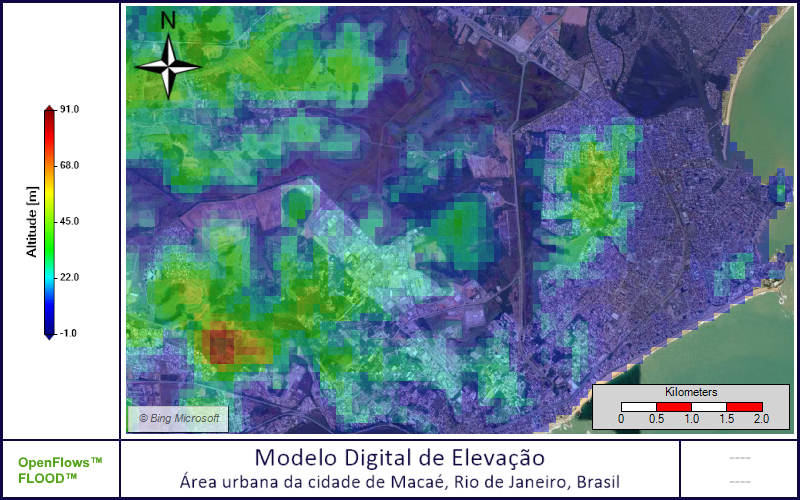 N
91.0
68.0
45.0
22.0
-1.0
Altitude [m]
© Bing Microsoft
Kilometers
0 0.5 1.0 1.5 2.0
OpenFlows™
FLOOD™
Modelo Digital de Elevação
Área urbana da cidade de Macaé, Rio de Janeiro, Brasil
----
----